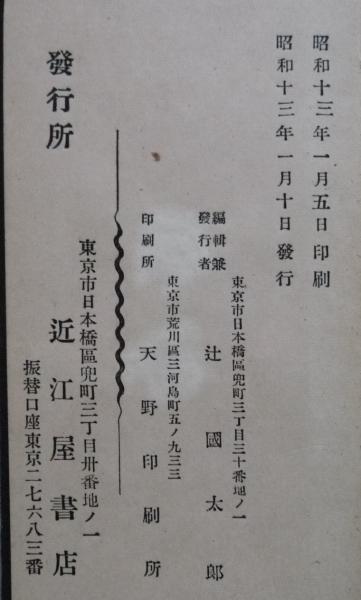 昭和十三年一月五日印刷
昭和十三年一月十日發行
東京市日本橋區兜町三丁目三十番地ノ一
編輯兼
發行者
辻國太郎
東京市荒川區三河島町五ノ九三三
印刷所
天野印刷所
發行所
東京市日本橋區兜町三丁目卅番地ノ一
近江屋書店
振替口座東京二七六八三番